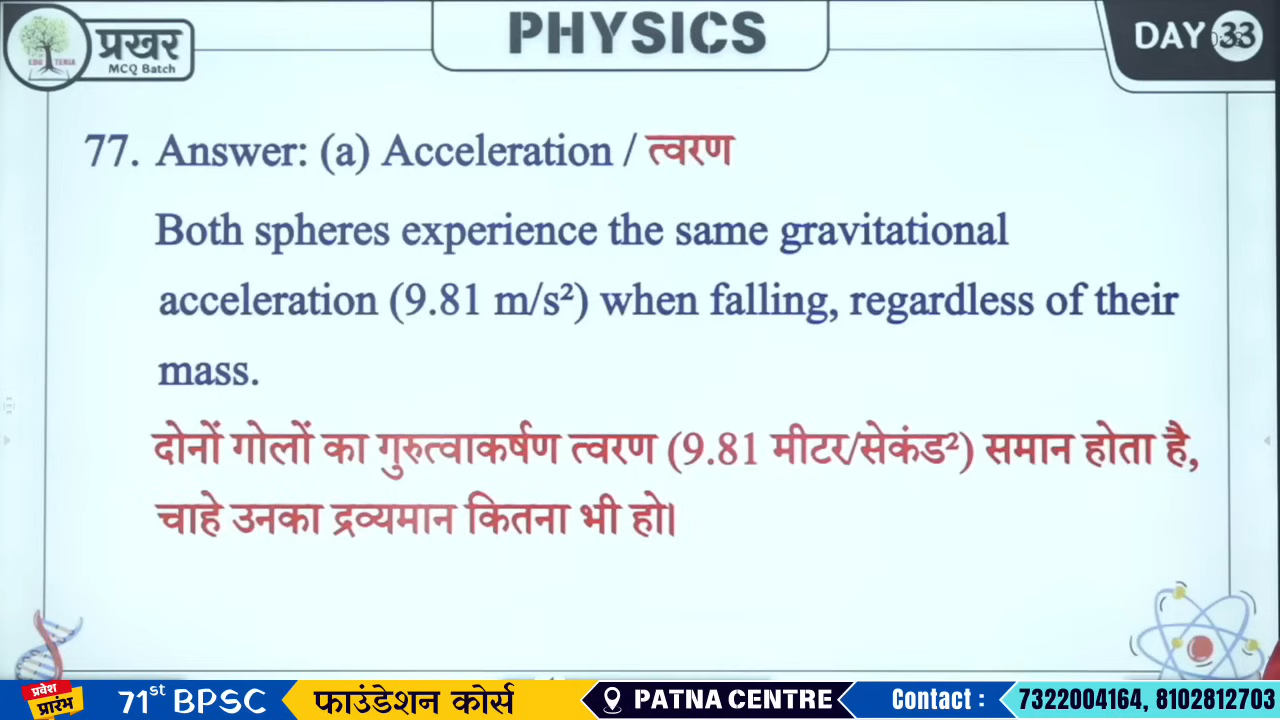 प्रखर
MCQ Batch
EDU TERIA
PHYSICS
DAY 33
77. Answer: (a) Acceleration / त्वरण
Both spheres experience the same gravitational
acceleration (9.81 m/s²) when falling, regardless of their
mass.
दोनों गोलों का गुरुत्वाकर्षण त्वरण (9.81 मीटर/सेकंड²) समान होता है,
चाहे उनका द्रव्यमान कितना भी हो।
प्रवेश
प्रारंभ
71st BPSC
फाउंडेशन कोर्स
PATNA CENTRE
Contact :
7322004164, 8102812703